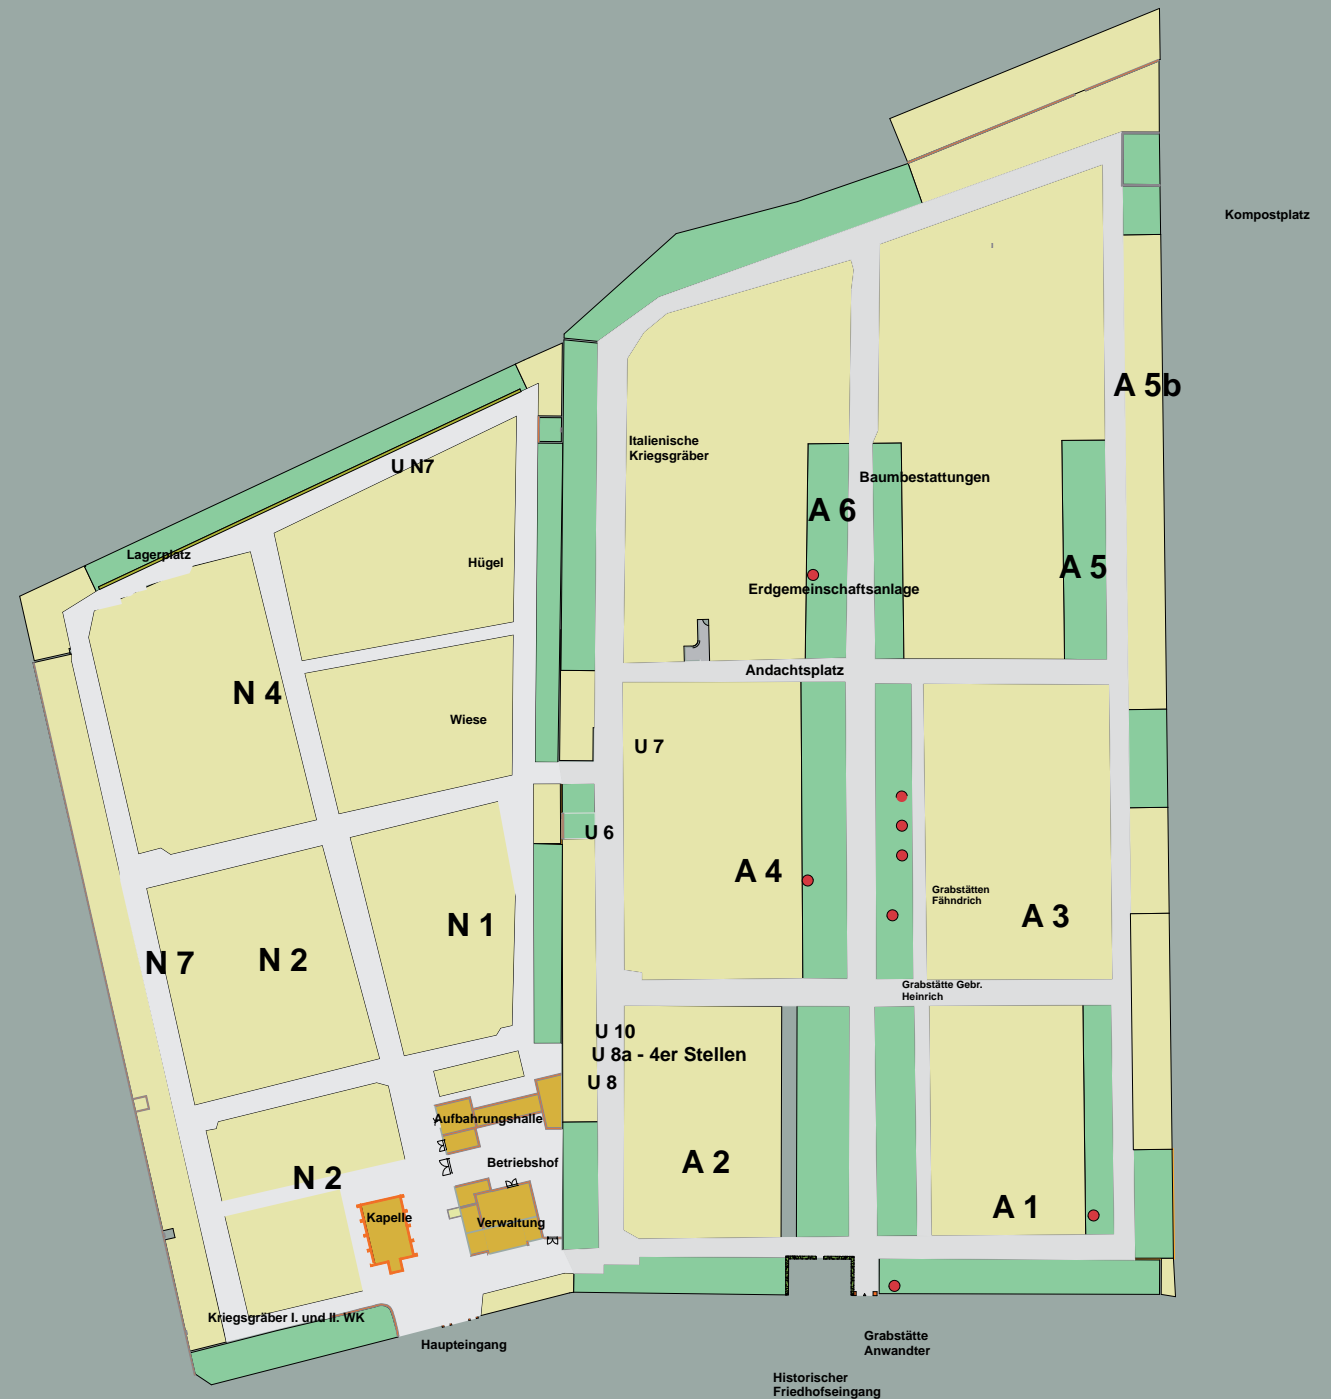 Kompostplatz
A 5b
Italienische
Kriegsgräber
U N7
Baumbestattungen
A 6
Lagerplatz
Hügel
A 5
Erdgemeinschaftsanlage
Andachtsplatz
N 4
Wiese
U 7
U 6
A 4
Grabstätten
Fähndrich
A 3
N 1
N 7
N 2
Grabstätte Gebr.
Heinrich
U 10
U 8a - 4er Stellen
U 8
Aufbahrungshalle
Betriebshof
A 2
N 2
A 1
Kapelle
Verwaltung
Kriegsgräber I. und II. WK
Haupteingang
Grabstätte
Anwandter
Historischer
Friedhofseingang